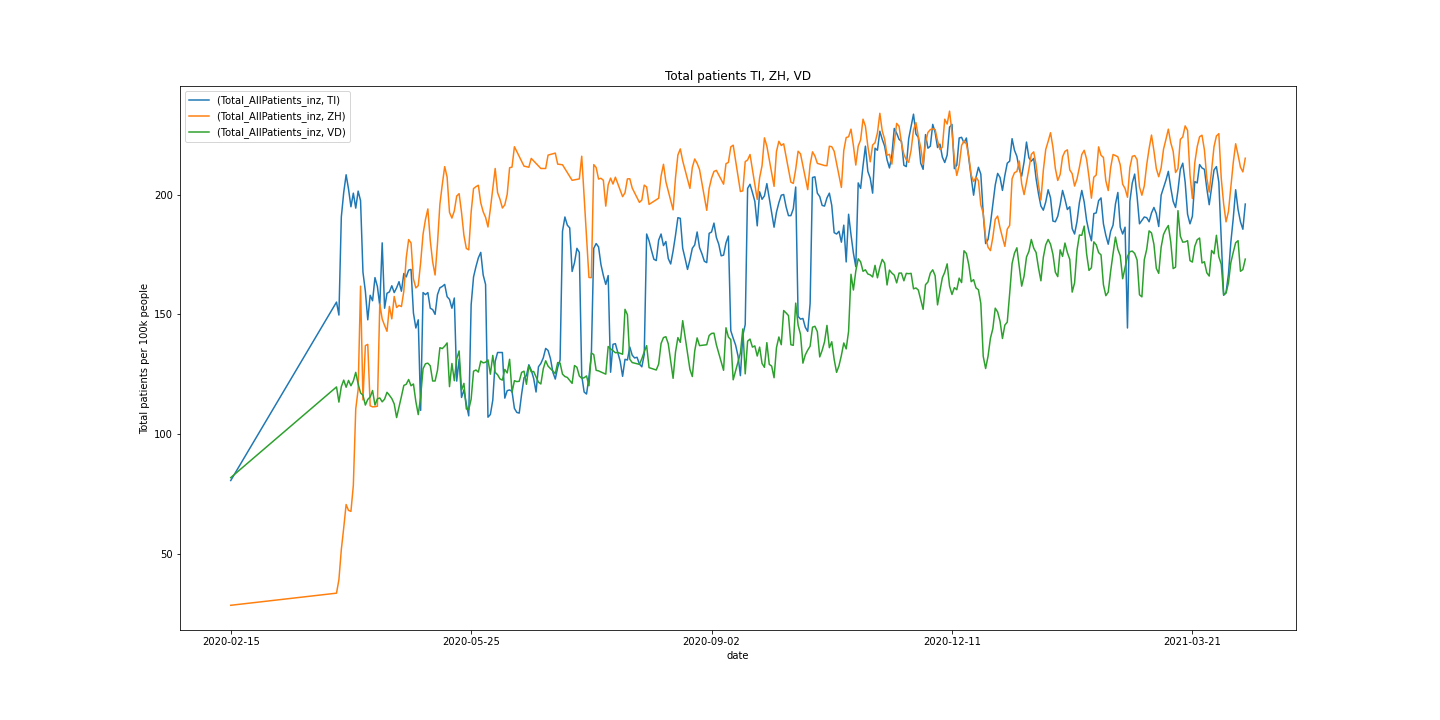 Total patients TI, ZH, VD
(Total_AllPatients_inz, TI)
(Total_AllPatients_inz, ZH)
(Total_AllPatients_inz, VD)
Total patients per 100k people
200
150
100
50
2020-02-15
2020-05-25
2020-09-02
2020-12-11
2021-03-21
date